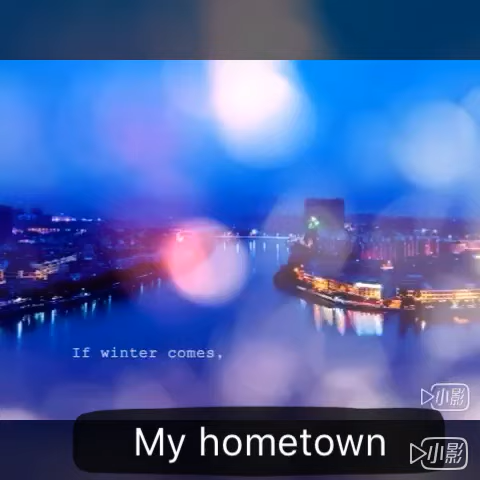 If winter comes,
小影
My hometown
小影